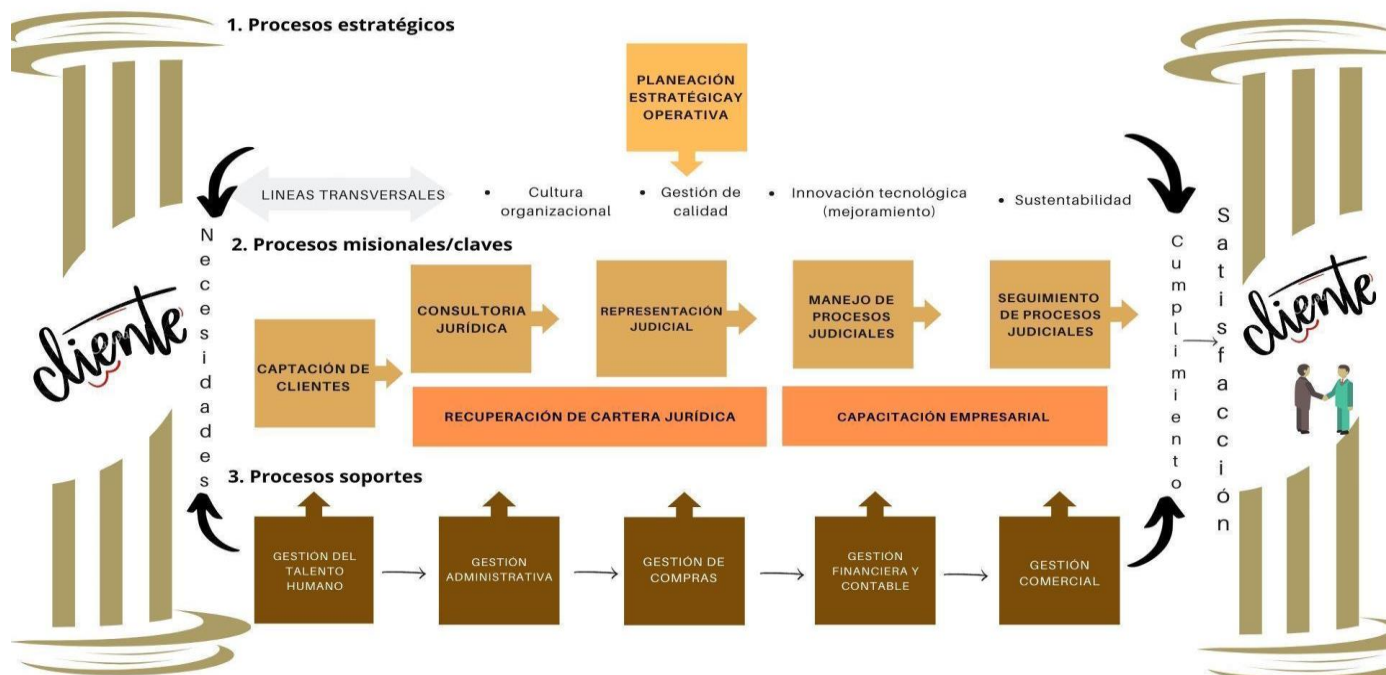 1. Procesos estratégicos
PLANEACIÓN
ESTRATÉGICAY
OPERATIVA
LINEAS TRANSVERSALES
• Cultura
organizacional
• Gestión de
calidad
• Innovación tecnológica
(mejoramiento)
• Sustentabilidad
Necesidades
cliente
2. Procesos misionales/claves
CAPTACIÓN DE
CLIENTES
CONSULTORIA
JURÍDICA
REPRESENTACIÓN
JUDICIAL
MANEJO DE
PROCESOS
JUDICIALES
SEGUIMIENTO
DE PROCESOS
JUDICIALES
RECUPERACIÓN DE CARTERA JURÍDICA
CAPACITACIÓN EMPRESARIAL
Cumplimiento
Satisfacción
cliente
3. Procesos soportes
GESTIÓN DEL
TALENTO
HUMANO
GESTIÓN
ADMINISTRATIVA
GESTIÓN DE
COMPRAS
GESTIÓN
FINANCIERA Y
CONTABLE
GESTIÓN
COMERCIAL